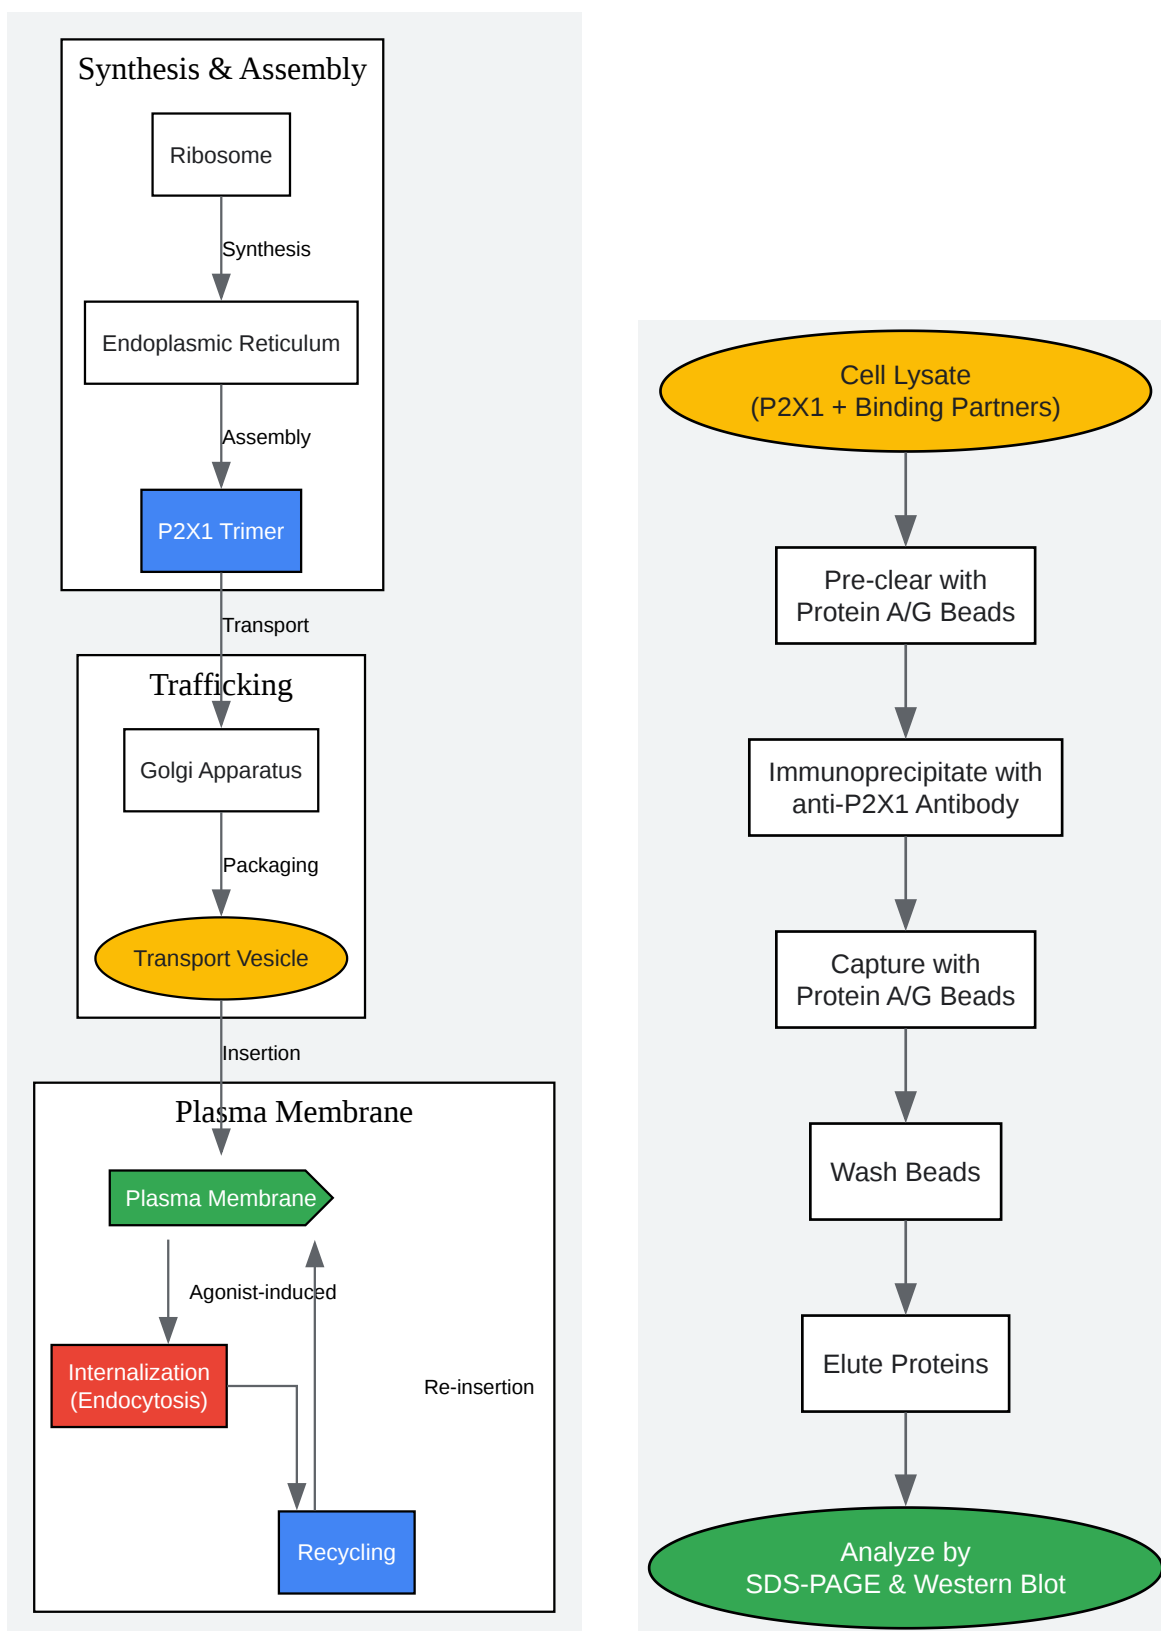 Synthesis & Assembly
Ribosome
Synthesis
Endoplasmic Reticulum
Assembly
P2X1 Trimer
Transport
Trafficking
Golgi Apparatus
Packaging
Transport Vesicle
Insertion
Plasma Membrane
Plasma Membrane
Agonist-induced
Internalization
(Endocytosis)
Re-insertion
Recycling
Cell Lysate
(P2X1 + Binding Partners)
Pre-clear with
Protein A/G Beads
Immunoprecipitate with
anti-P2X1 Antibody
Capture with
Protein A/G Beads
Wash Beads
Elute Proteins
Analyze by
SDS-PAGE & Western Blot